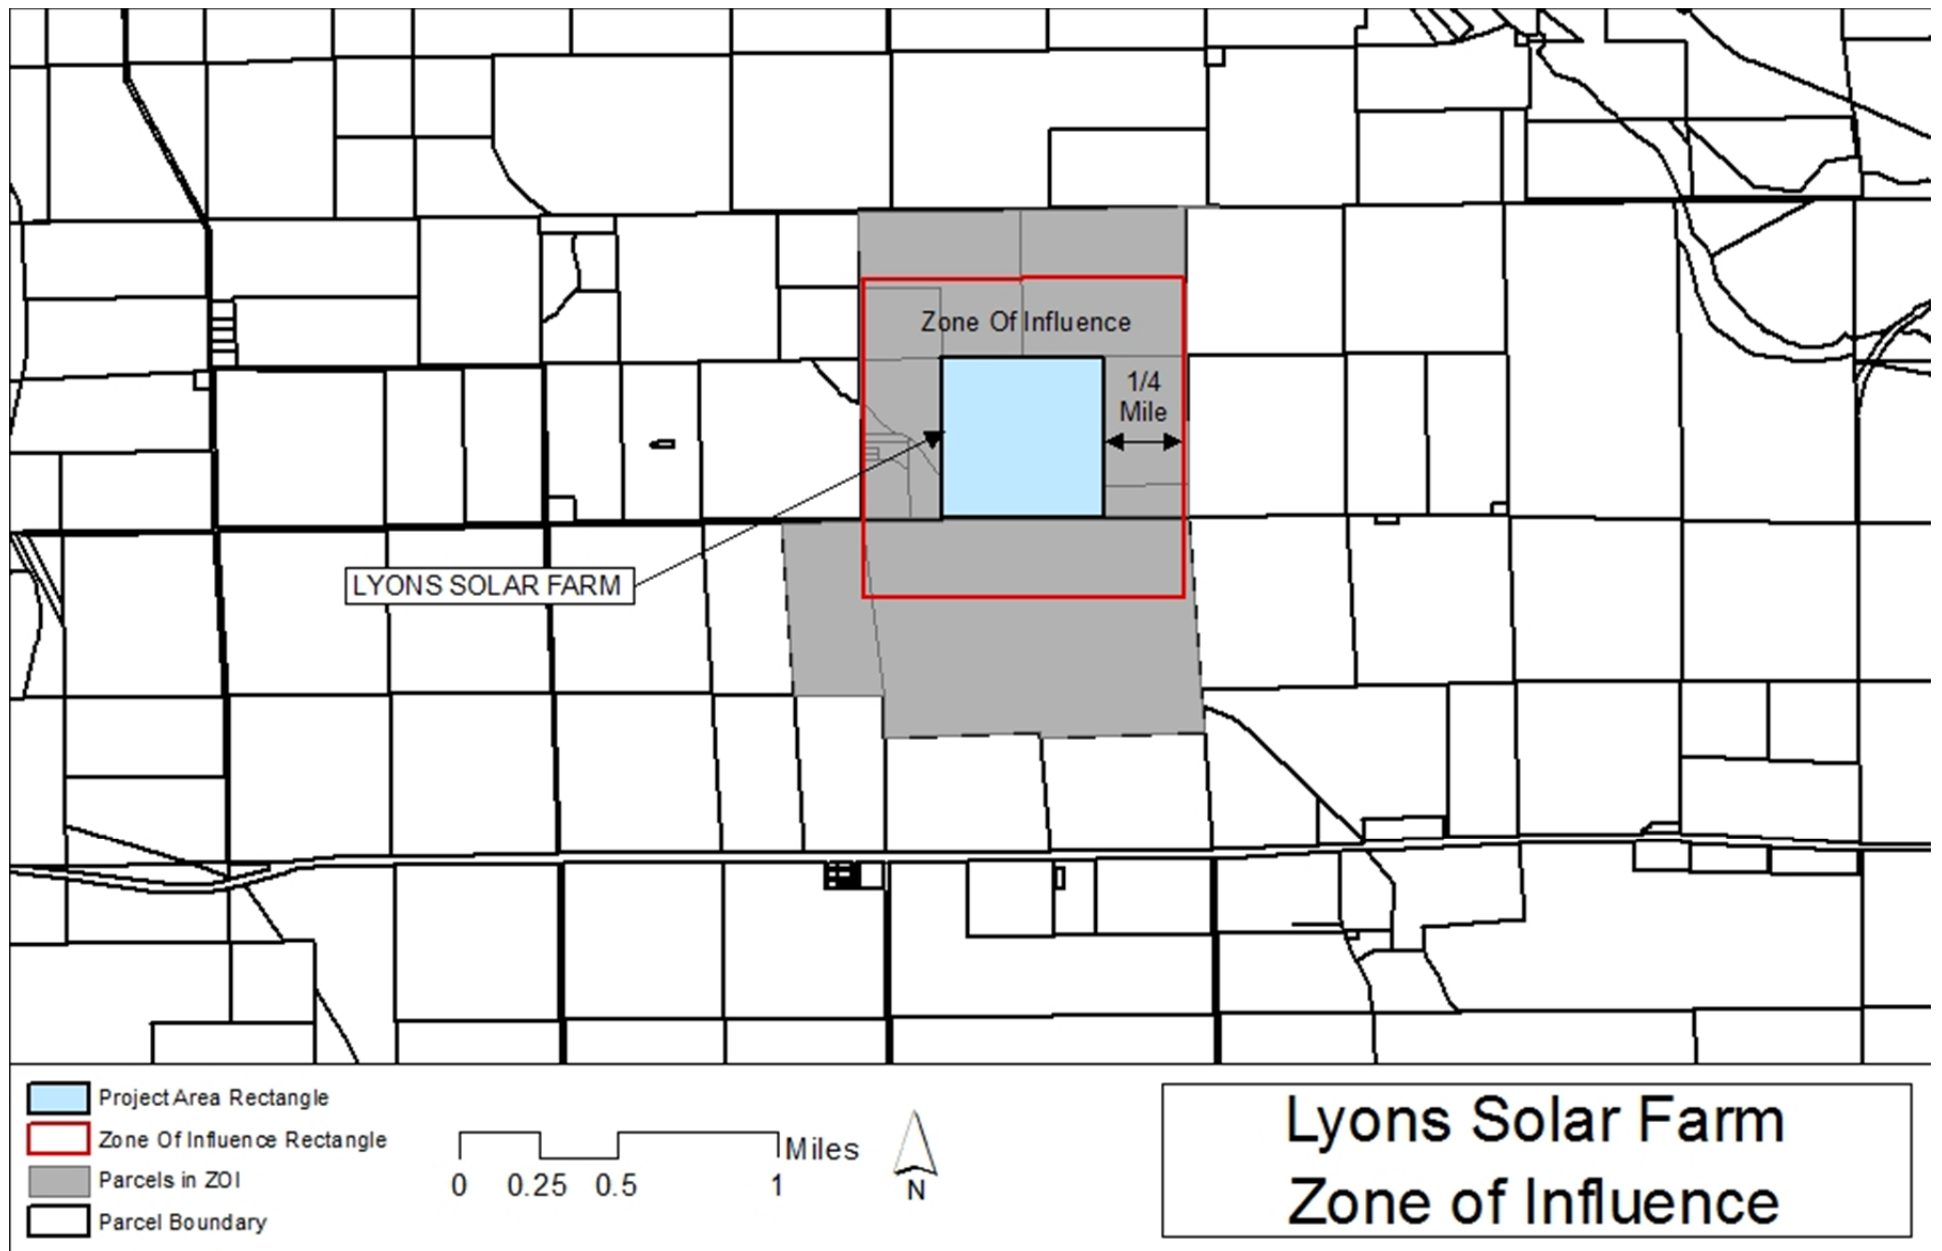 Zone Of Influence
1/4
Mile
LYONS SOLAR FARM
Project Area Rectangle
Zone Of Influence Rectangle
Parcels in ZOI
Parcel Boundary
Miles
0 0.25 0.5 1
N
Lyons Solar Farm
Zone of Influence